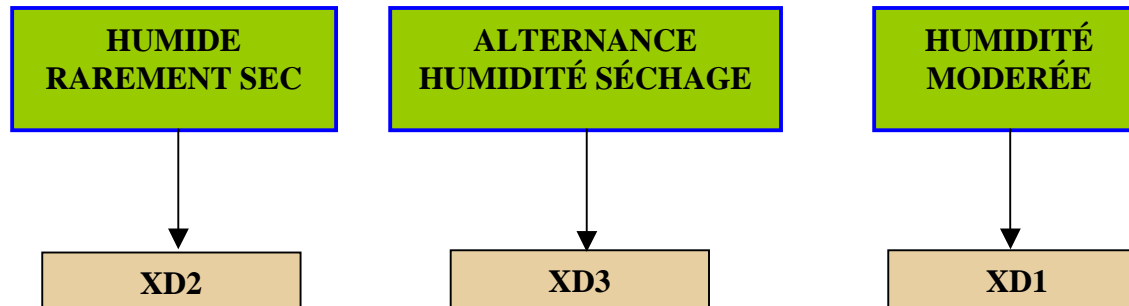 HUMIDE
RAREMENT SEC
ALTERNANCE
HUMIDITÉ SÉCHAGE
HUMIDITÉ
MODERÉE
XD2
XD3
XD1